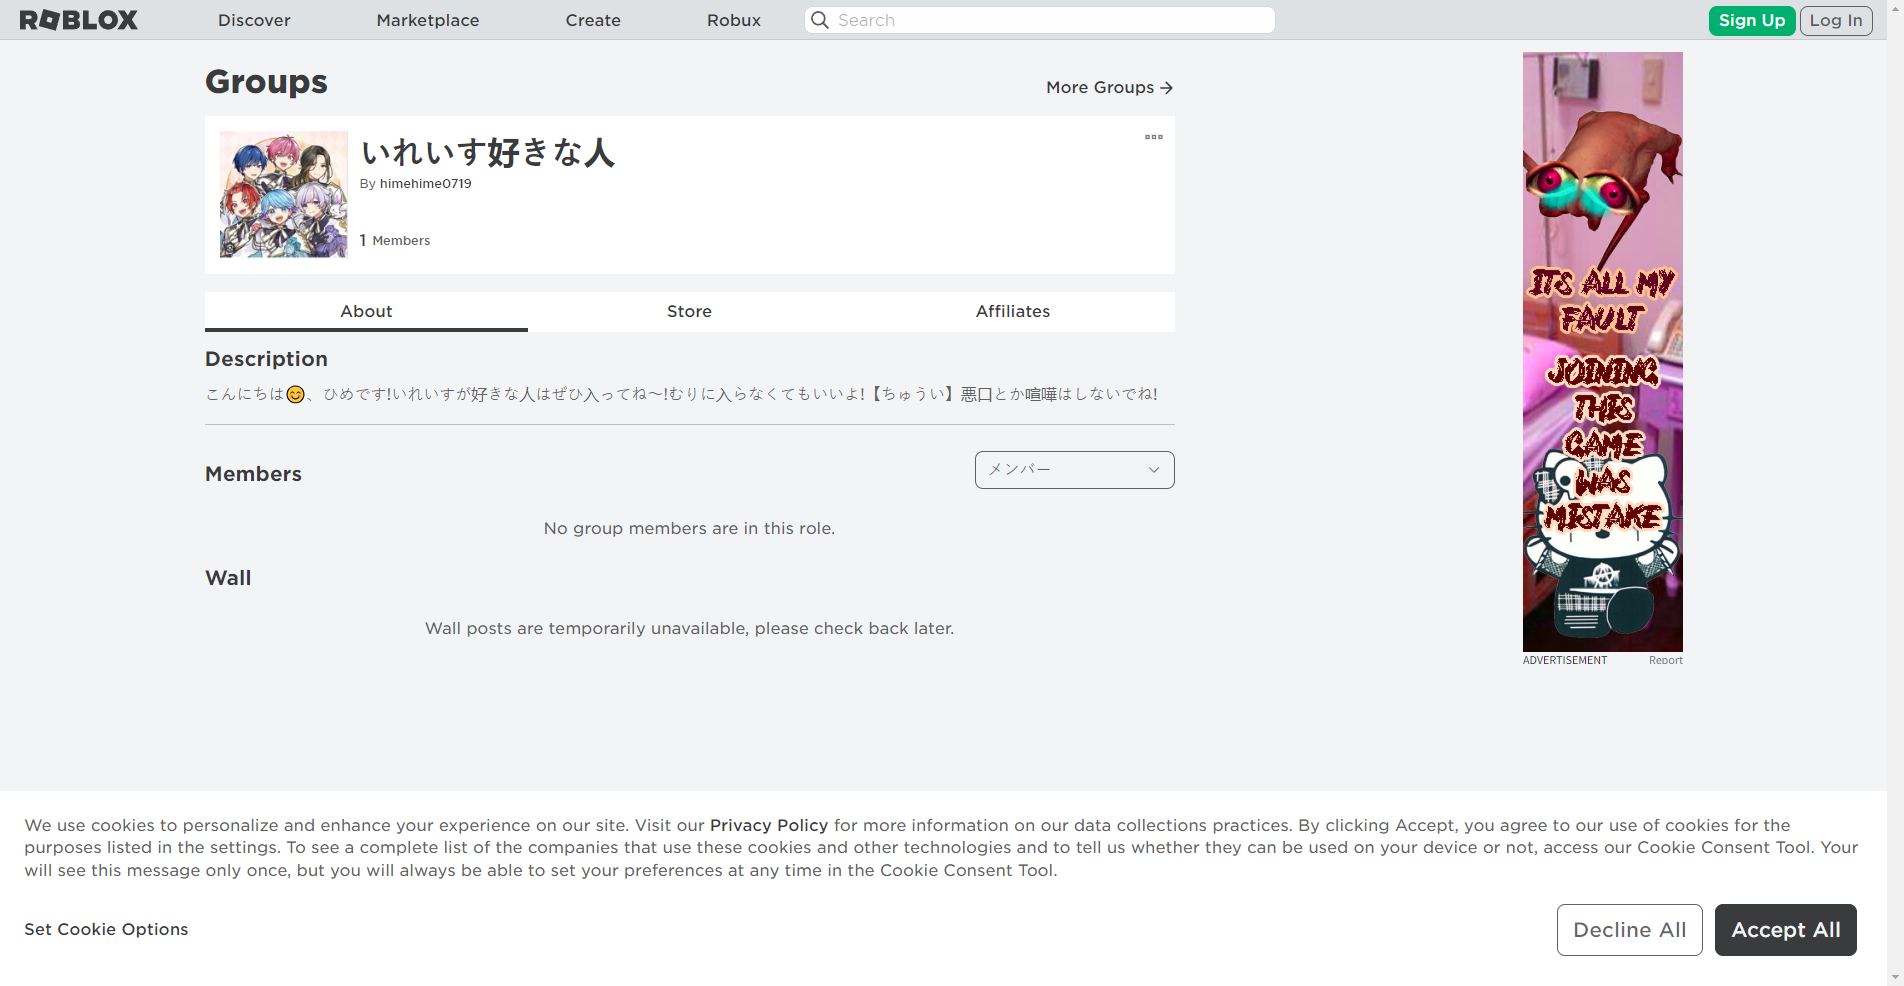 ROBLOX
Discover
Marketplace
Create
Robux
Search
Sign Up
Log In
Groups
More Groups →
いれいす好きな人
By himehime0719
1 Members
About
Store
Affiliates
Description
こんにちは😊、ひめです!いれいすが好きな人はぜひ入ってね〜!むりに入らなくてもいいよ!【ちゅうい】悪口とか喧嘩はしないでね!
Members
メンバー
No group members are in this role.
Wall
Wall posts are temporarily unavailable, please check back later.
ITS ALL MY
FAULT
JOINING
THIS
GAME
WAS
MISTAKE
ADVERTISEMENT
Report
We use cookies to personalize and enhance your experience on our site. Visit our Privacy Policy for more information on our data collections practices. By clicking Accept, you agree to our use of cookies for the
purposes listed in the settings. To see a complete list of the companies that use these cookies and other technologies and to tell us whether they can be used on your device or not, access our Cookie Consent Tool. Your
will see this message only once, but you will always be able to set your preferences at any time in the Cookie Consent Tool.
Set Cookie Options
Decline All
Accept All